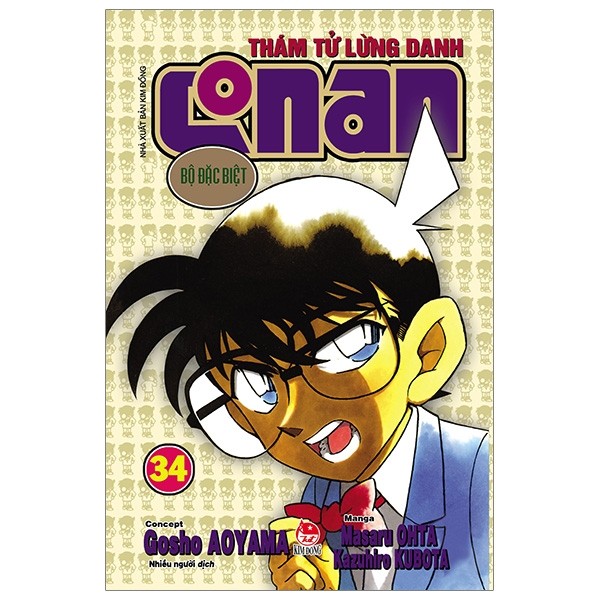 NHÀ XUẤT BẢN KIM ĐỒNG
THÁM TỬ LỪNG DANH
Conan
BỘ ĐẶC BIỆT
34
Concept
Gosho AOYAMA
Nhiều người dịch
KIM ĐỒNG
Manga
Masaru OHTA
Kazuhiro KUBOTA